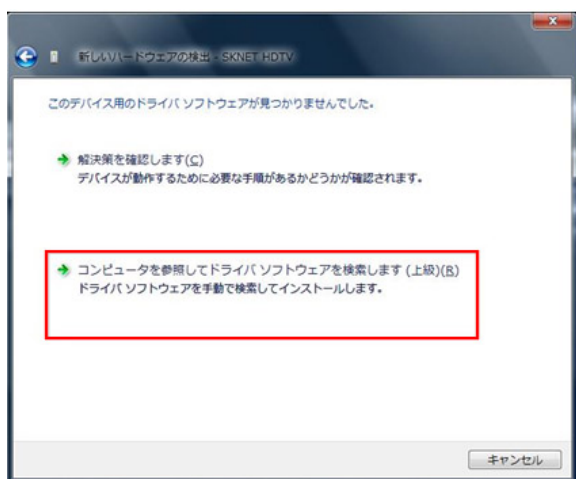 新しいハードウェアの検出 - SKNET HDTV
このデバイス用のドライバ ソフトウェアが見つかりませんでした。
解決策を確認します(C)
デバイスが動作するために必要な手順があるかどうかが確認されます。
コンピュータを参照してドライバ ソフトウェアを検索します (上級)(R)
ドライバ ソフトウェアを手動で検索してインストールします。
キャンセル